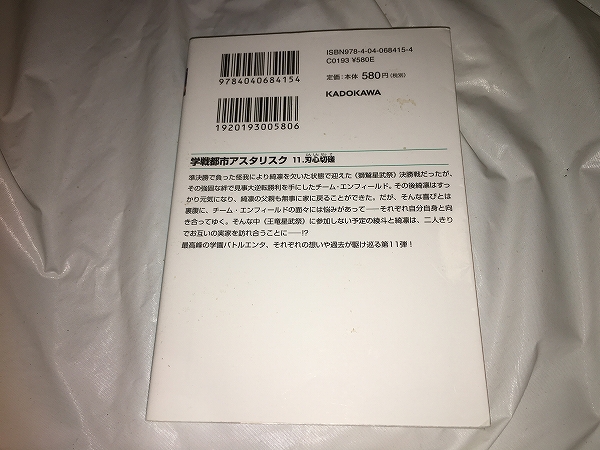 ISBN978-4-04-068415-4
C0193 ¥580E
定価:本体 580円(税別)
KADOKAWA
9784040684154
1920193005806
学戦都市アスタリスク 11.刃心切磋
準決勝で負った怪我により綺凛を欠いた状態で迎えた《獅鷲星武祭》決勝戦だったが、
その強固な絆で見事大逆転勝利を手にしたチーム・エンフィールド。その後綺凛はすっ
かり元気になり、綺凛の父親も無事に家に戻ることができた。だが、そんな喜びとは
裏腹に、チーム・エンフィールドの面々には悩みがあって――それぞれ自分自身と向
き合ってゆく。そんな中《王竜星武祭》に参加しない予定の綾斗と綺凛は、二人きり
でお互いの実家を訪れ合うことに――!?
最高峰の学園バトルエンタ、それぞれの想いや過去が駆け巡る第11弾!